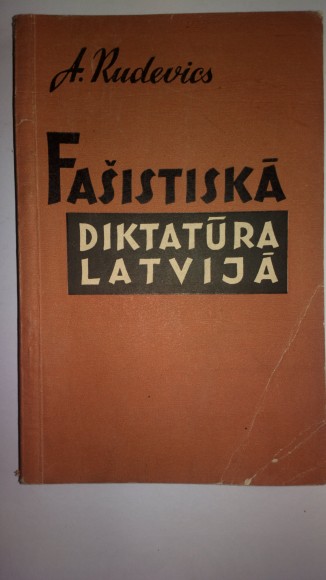 A. Rudevics
FAŠISTISKĀ
DIKTATŪRA
LATVIJĀ